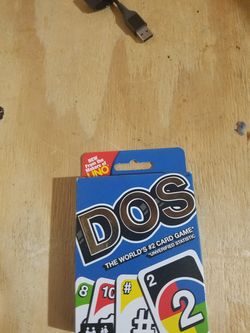 NEW
From the
Makers of
UNO
DOS
THE WORLD'S #2 CARD GAME*
*UNVERIFIED STATISTIC
8
10
#
#
2
2